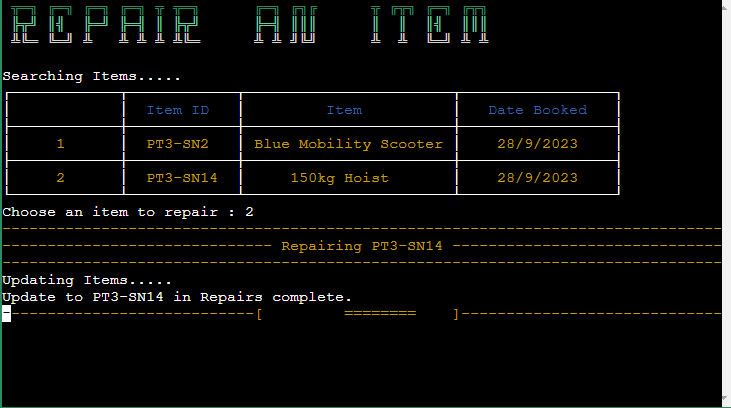 REPAIR AN ITEM
Searching Items.....
Item ID Item Date Booked
1 PT3-SN2 Blue Mobility Scooter 28/9/2023
2 PT3-SN14 150kg Hoist 28/9/2023
Choose an item to repair : 2
--------------------------------------------------------------------------------
------------------------------ Repairing PT3-SN14 ------------------------------
--------------------------------------------------------------------------------
Updating Items.....
Update to PT3-SN14 in Repairs complete.
----------------------------[         ========    ]-----------------------------